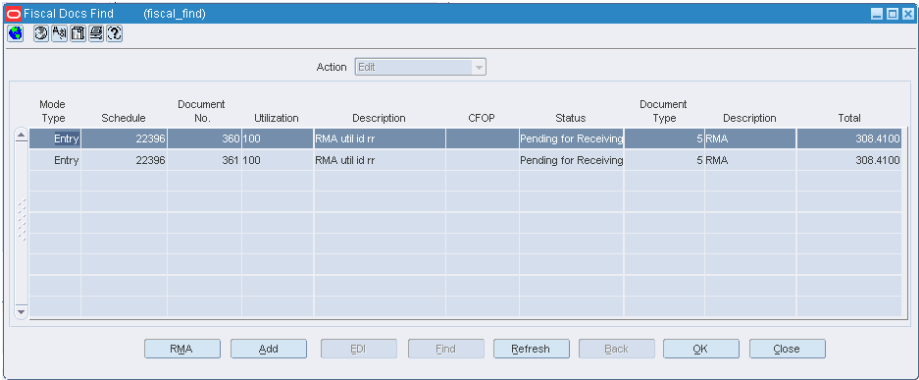 Fiscal Docs Find (fiscal_find)
Action Edit
Mode Type Schedule Document No. Utilization Description CFOP Status Document Type Description Total
Entry 22396 360 100 RMA util id rr Pending for Receiving 5 RMA 308.4100
Entry 22396 361 100 RMA util id rr Pending for Receiving 5 RMA 308.4100
RMA Add EDI Find Refresh Back OK Close